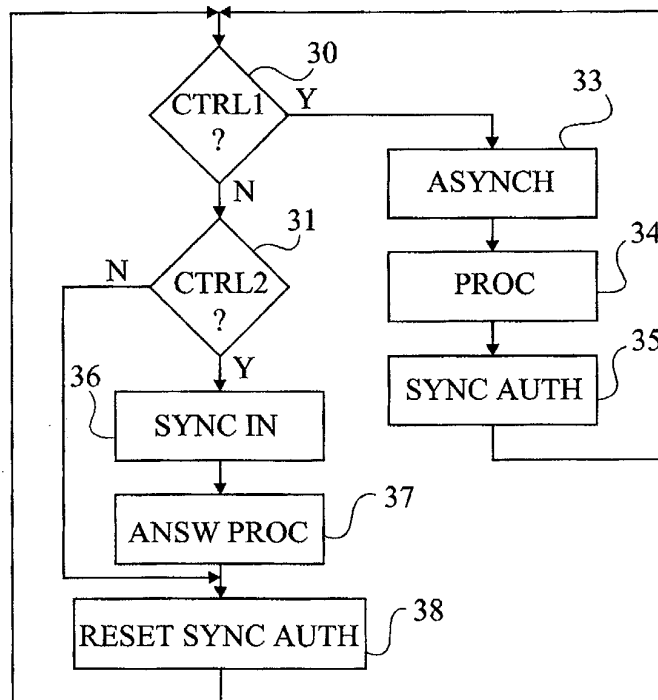 30
CTRL1
?
Y
N
33
ASYNCH
31
CTRL2
?
N
Y
34
PROC
35
SYNC AUTH
36
SYNC IN
37
ANSW PROC
38
RESET SYNC AUTH